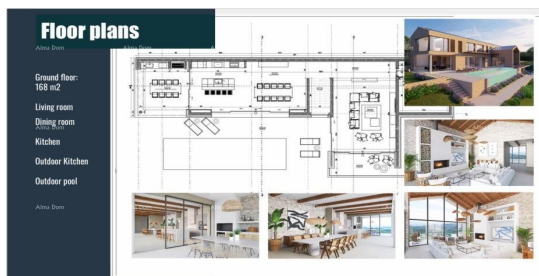 Floor plans
Alma Dom
Alma Dom
Ground floor:
168 m2
Living room
Dining room
Alma Dom
Kitchen
Outdoor Kitchen
Outdoor pool
Alma Dom